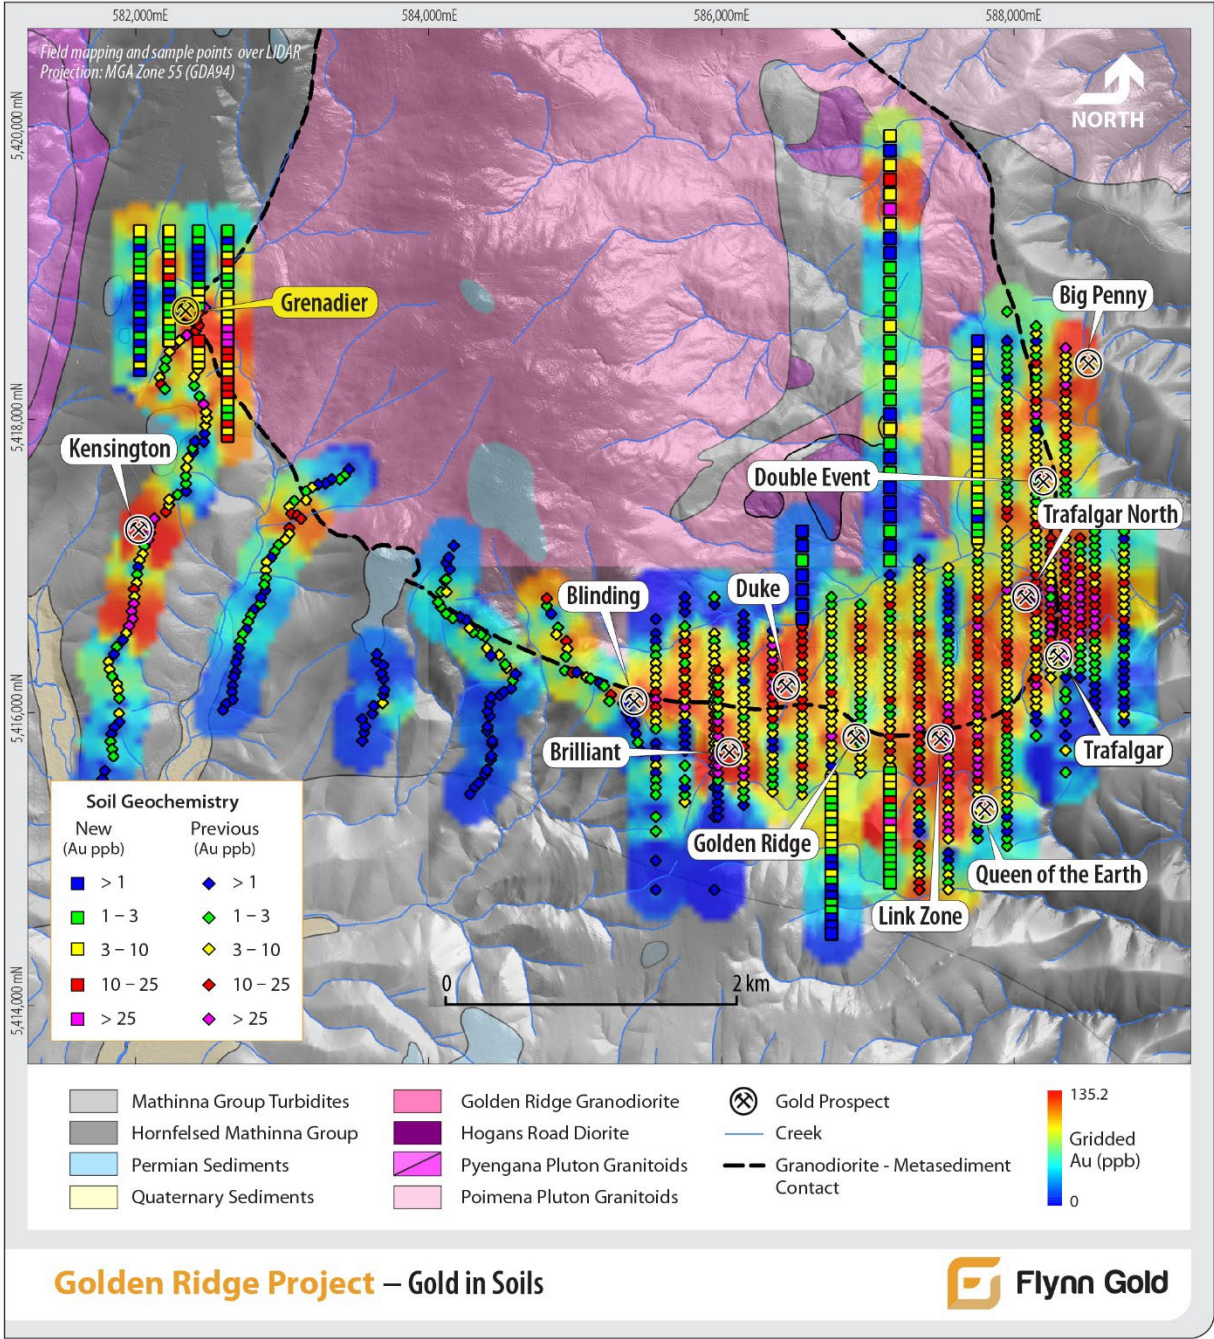 582,000mE
584,000mE
586,000mE
588,000mE
Field mapping and sample points over LIDAR
Projection: MGA Zone 55 (GDA94)
NORTH
5,420,000 mN
Big Penny
Grenadier
5,418,000 mN
Kensington
Double Event
Trafalgar North
Blinding
Duke
5,416,000 mN
Brilliant
Trafalgar
Golden Ridge
Queen of the Earth
Link Zone
Soil Geochemistry
New Previous
(Au ppb) (Au ppb)
> 1 > 1
1 – 3 1 – 3
3 – 10 3 – 10
10 – 25 10 – 25
> 25 > 25
0 2 km
5,414,000 mN
Mathinna Group Turbidites
Hornfelsed Mathinna Group
Permian Sediments
Quaternary Sediments
Golden Ridge Granodiorite
Hogans Road Diorite
Pyengana Pluton Granitoids
Poimena Pluton Granitoids
Gold Prospect
Creek
Granodiorite - Metasediment
Contact
135.2
Gridded
Au (ppb)
0
Golden Ridge Project – Gold in Soils
Flynn Gold